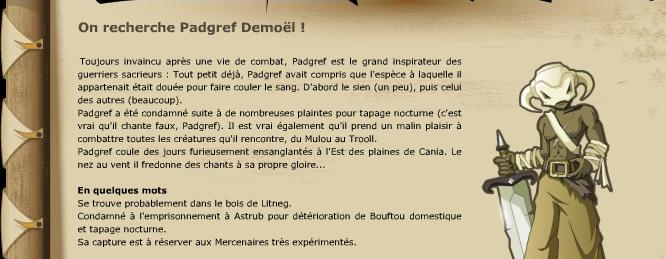 On recherche Padgref Demoël !
Toujours invaincu après une vie de combat, Padgref est le grand inspirateur des
guerriers sacrieurs : Tout petit déjà, Padgref avait compris que l'espèce à laquelle il
appartenait était douée pour faire couler le sang. D'abord le sien (un peu), puis celui
des autres (beaucoup).
Padgref a été condamné suite à de nombreuses plaintes pour tapage nocturne (c'est
vrai qu'il chante faux, Padgref). Il est vrai également qu'il prend un malin plaisir à
combattre toutes les créatures qu'il rencontre, du Mulou au Trooll.
Padgref coule des jours furieusement ensanglantés à l'Est des plaines de Cania. Le
nez au vent il fredonne des chants à sa propre gloire...
En quelques mots
Se trouve probablement dans le bois de Litneg.
Condamné à l'emprisonnement à Astrub pour détérioration de Bouftou domestique
et tapage nocturne.
Sa capture est à réserver aux Mercenaires très expérimentés.